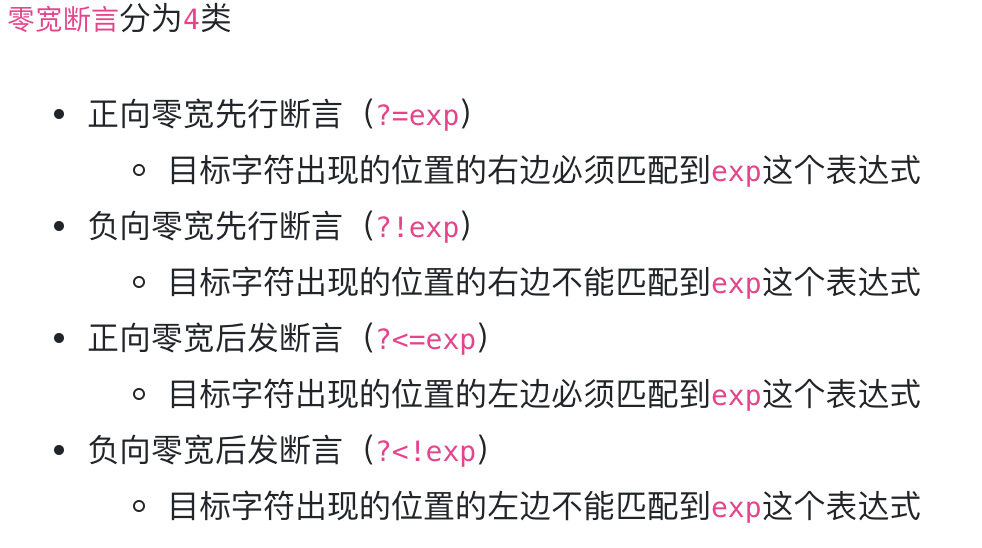 零宽断言分为4类
• 正向零宽先行断言（?=exp）
◦ 目标字符出现的位置的右边必须匹配到exp这个表达式
• 负向零宽先行断言（?!exp）
◦ 目标字符出现的位置的右边不能匹配到exp这个表达式
• 正向零宽后发断言（?<=exp）
◦ 目标字符出现的位置的左边必须匹配到exp这个表达式
• 负向零宽后发断言（?<!exp）
◦ 目标字符出现的位置的左边不能匹配到exp这个表达式